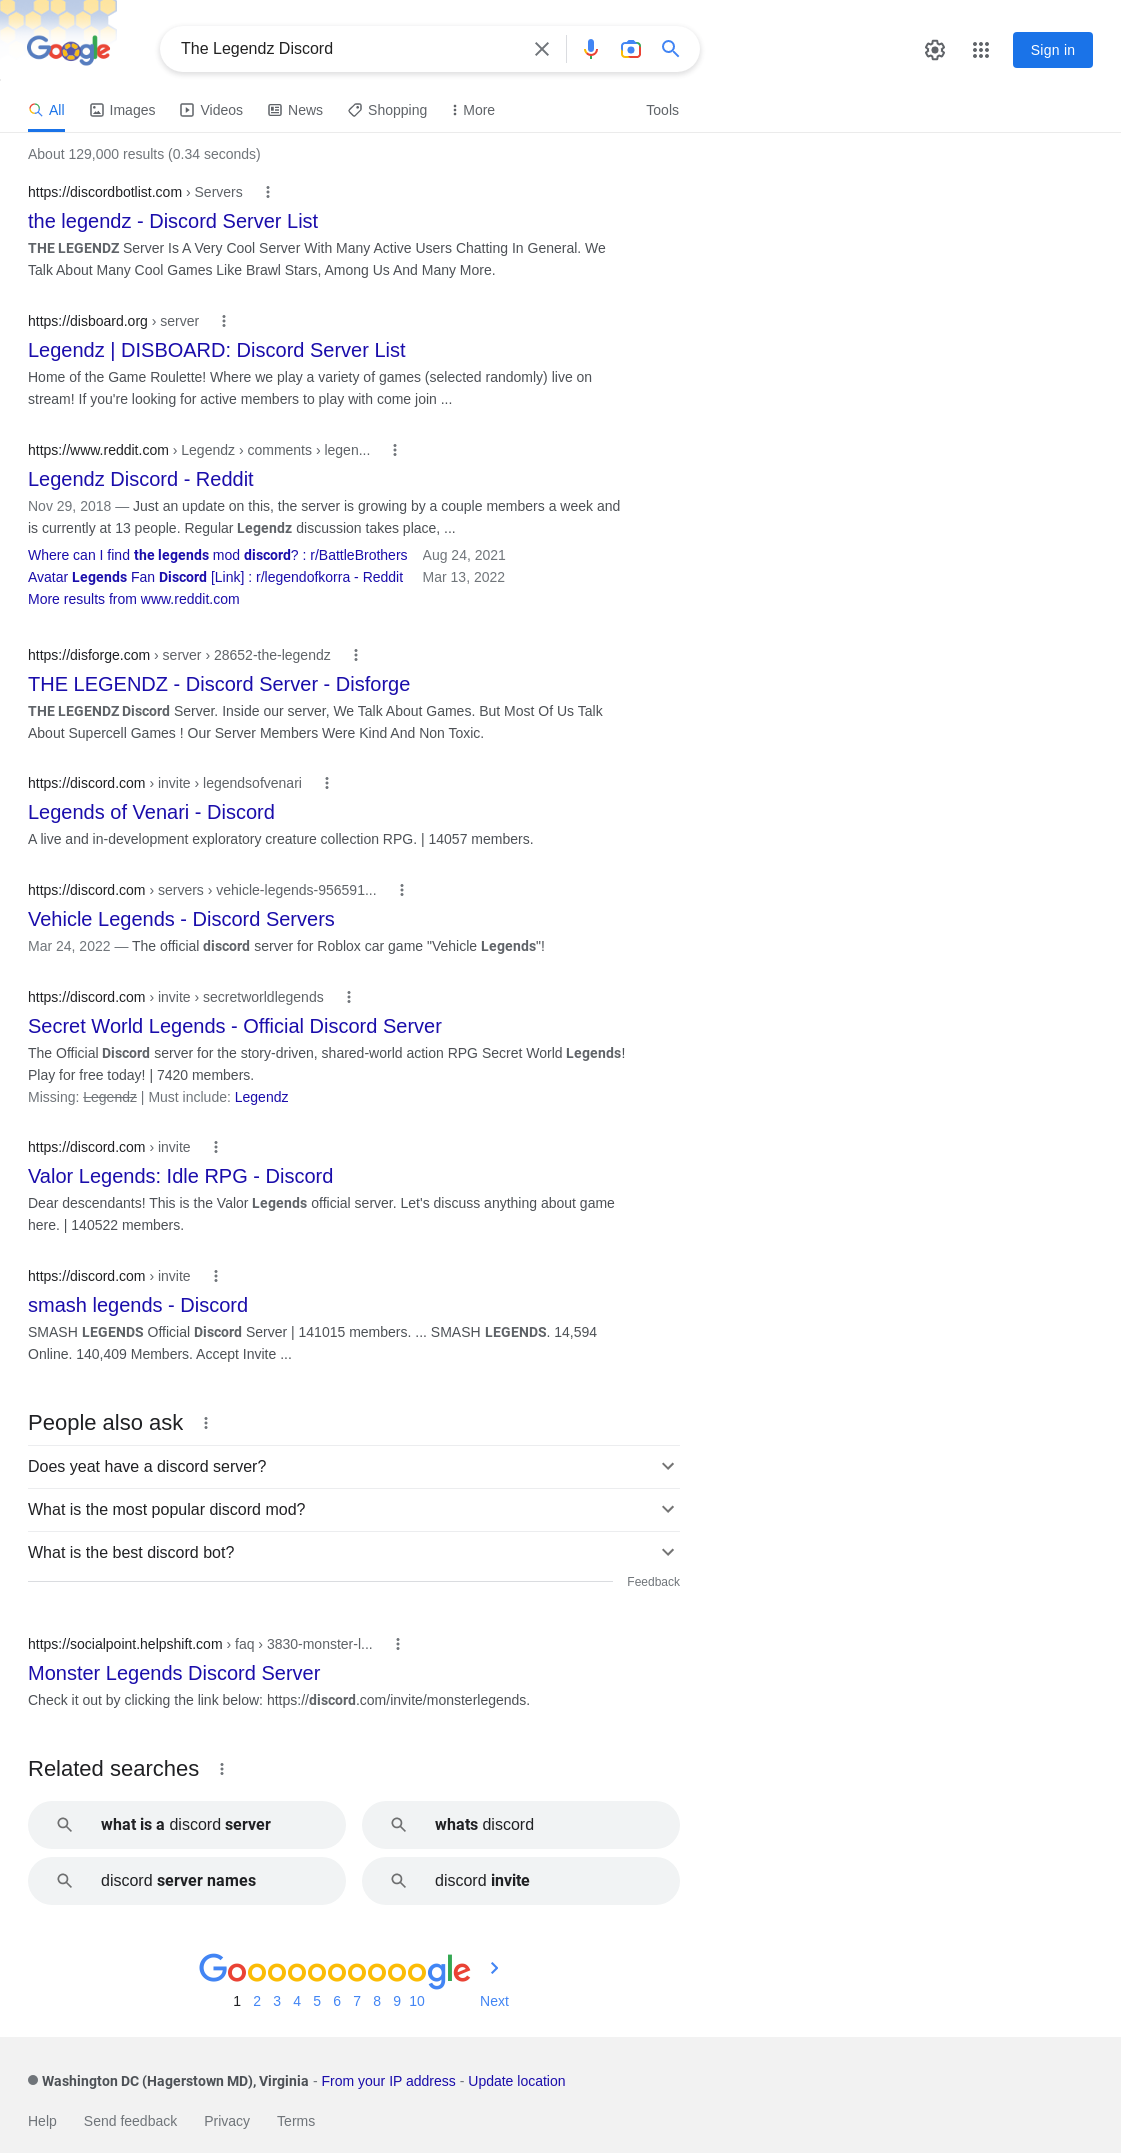 Google
The Legendz Discord
Sign in
All
Images
Videos
News
Shopping
More
Tools
About 129,000 results (0.34 seconds)
https://discordbotlist.com › Servers
the legendz - Discord Server List
THE LEGENDZ Server Is A Very Cool Server With Many Active Users Chatting In General. We
Talk About Many Cool Games Like Brawl Stars, Among Us And Many More.
https://disboard.org › server
Legendz | DISBOARD: Discord Server List
Home of the Game Roulette! Where we play a variety of games (selected randomly) live on
stream! If you're looking for active members to play with come join ...
https://www.reddit.com › Legendz › comments › legen...
Legendz Discord - Reddit
Nov 29, 2018 — Just an update on this, the server is growing by a couple members a week and
is currently at 13 people. Regular Legendz discussion takes place, ...
Where can I find the legends mod discord? : r/BattleBrothers Aug 24, 2021
Avatar Legends Fan Discord [Link] : r/legendofkorra - Reddit Mar 13, 2022
More results from www.reddit.com
https://disforge.com › server › 28652-the-legendz
THE LEGENDZ - Discord Server - Disforge
THE LEGENDZ Discord Server. Inside our server, We Talk About Games. But Most Of Us Talk
About Supercell Games ! Our Server Members Were Kind And Non Toxic.
https://discord.com › invite › legendsofvenari
Legends of Venari - Discord
A live and in-development exploratory creature collection RPG. | 14057 members.
https://discord.com › servers › vehicle-legends-956591...
Vehicle Legends - Discord Servers
Mar 24, 2022 — The official discord server for Roblox car game "Vehicle Legends"!
https://discord.com › invite › secretworldlegends
Secret World Legends - Official Discord Server
The Official Discord server for the story-driven, shared-world action RPG Secret World Legends!
Play for free today! | 7420 members.
Missing: Legendz | Must include: Legendz
https://discord.com › invite
Valor Legends: Idle RPG - Discord
Dear descendants! This is the Valor Legends official server. Let's discuss anything about game
here. | 140522 members.
https://discord.com › invite
smash legends - Discord
SMASH LEGENDS Official Discord Server | 141015 members. ... SMASH LEGENDS. 14,594
Online. 140,409 Members. Accept Invite ...
People also ask
Does yeat have a discord server?
What is the most popular discord mod?
What is the best discord bot?
Feedback
https://socialpoint.helpshift.com › faq › 3830-monster-l...
Monster Legends Discord Server
Check it out by clicking the link below: https://discord.com/invite/monsterlegends.
Related searches
what is a discord server
whats discord
discord server names
discord invite
Goooooooooogle
1 2 3 4 5 6 7 8 9 10 Next
Washington DC (Hagerstown MD), Virginia - From your IP address - Update location
Help Send feedback Privacy Terms